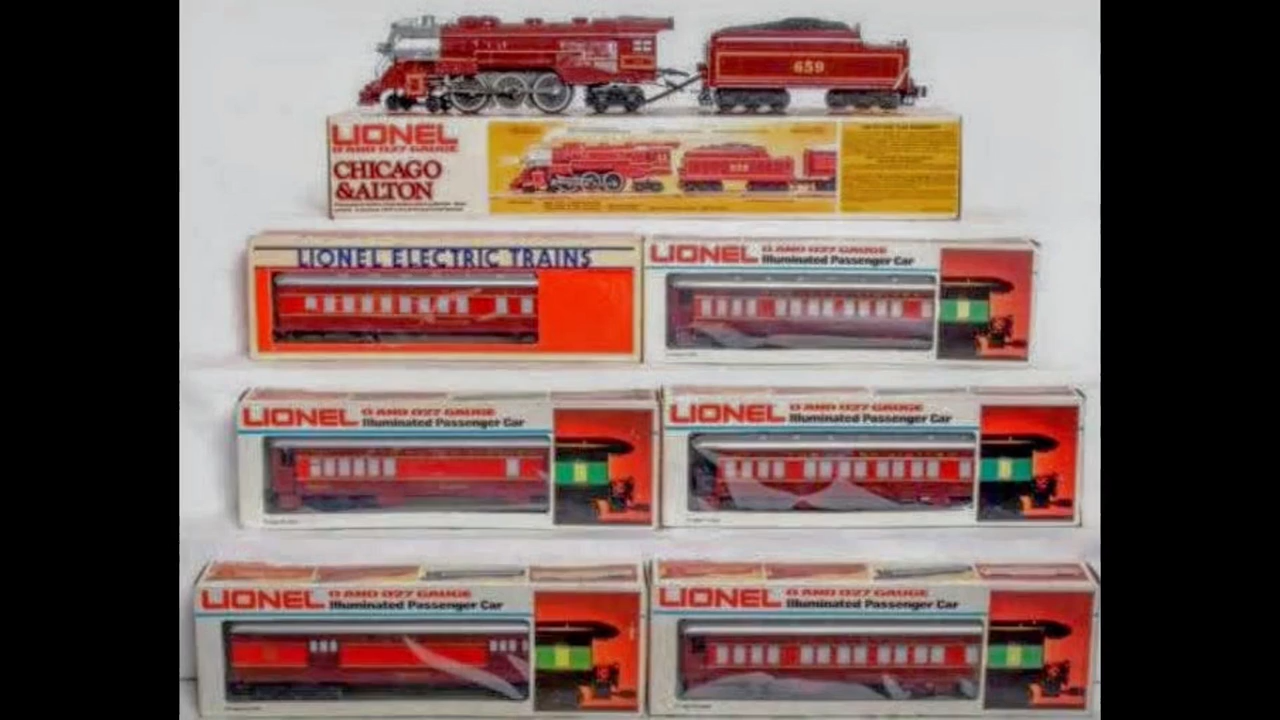 659
LIONEL
O AND O27 GAUGE
CHICAGO
&ALTON
659
LIONEL ELECTRIC TRAINS
LIONEL O AND O27 GAUGE
Illuminated Passenger Car
LIONEL O AND O27 GAUGE
Illuminated Passenger Car
LIONEL O AND O27 GAUGE
Illuminated Passenger Car
LIONEL O AND O27 GAUGE
Illuminated Passenger Car
LIONEL O AND O27 GAUGE
Illuminated Passenger Car